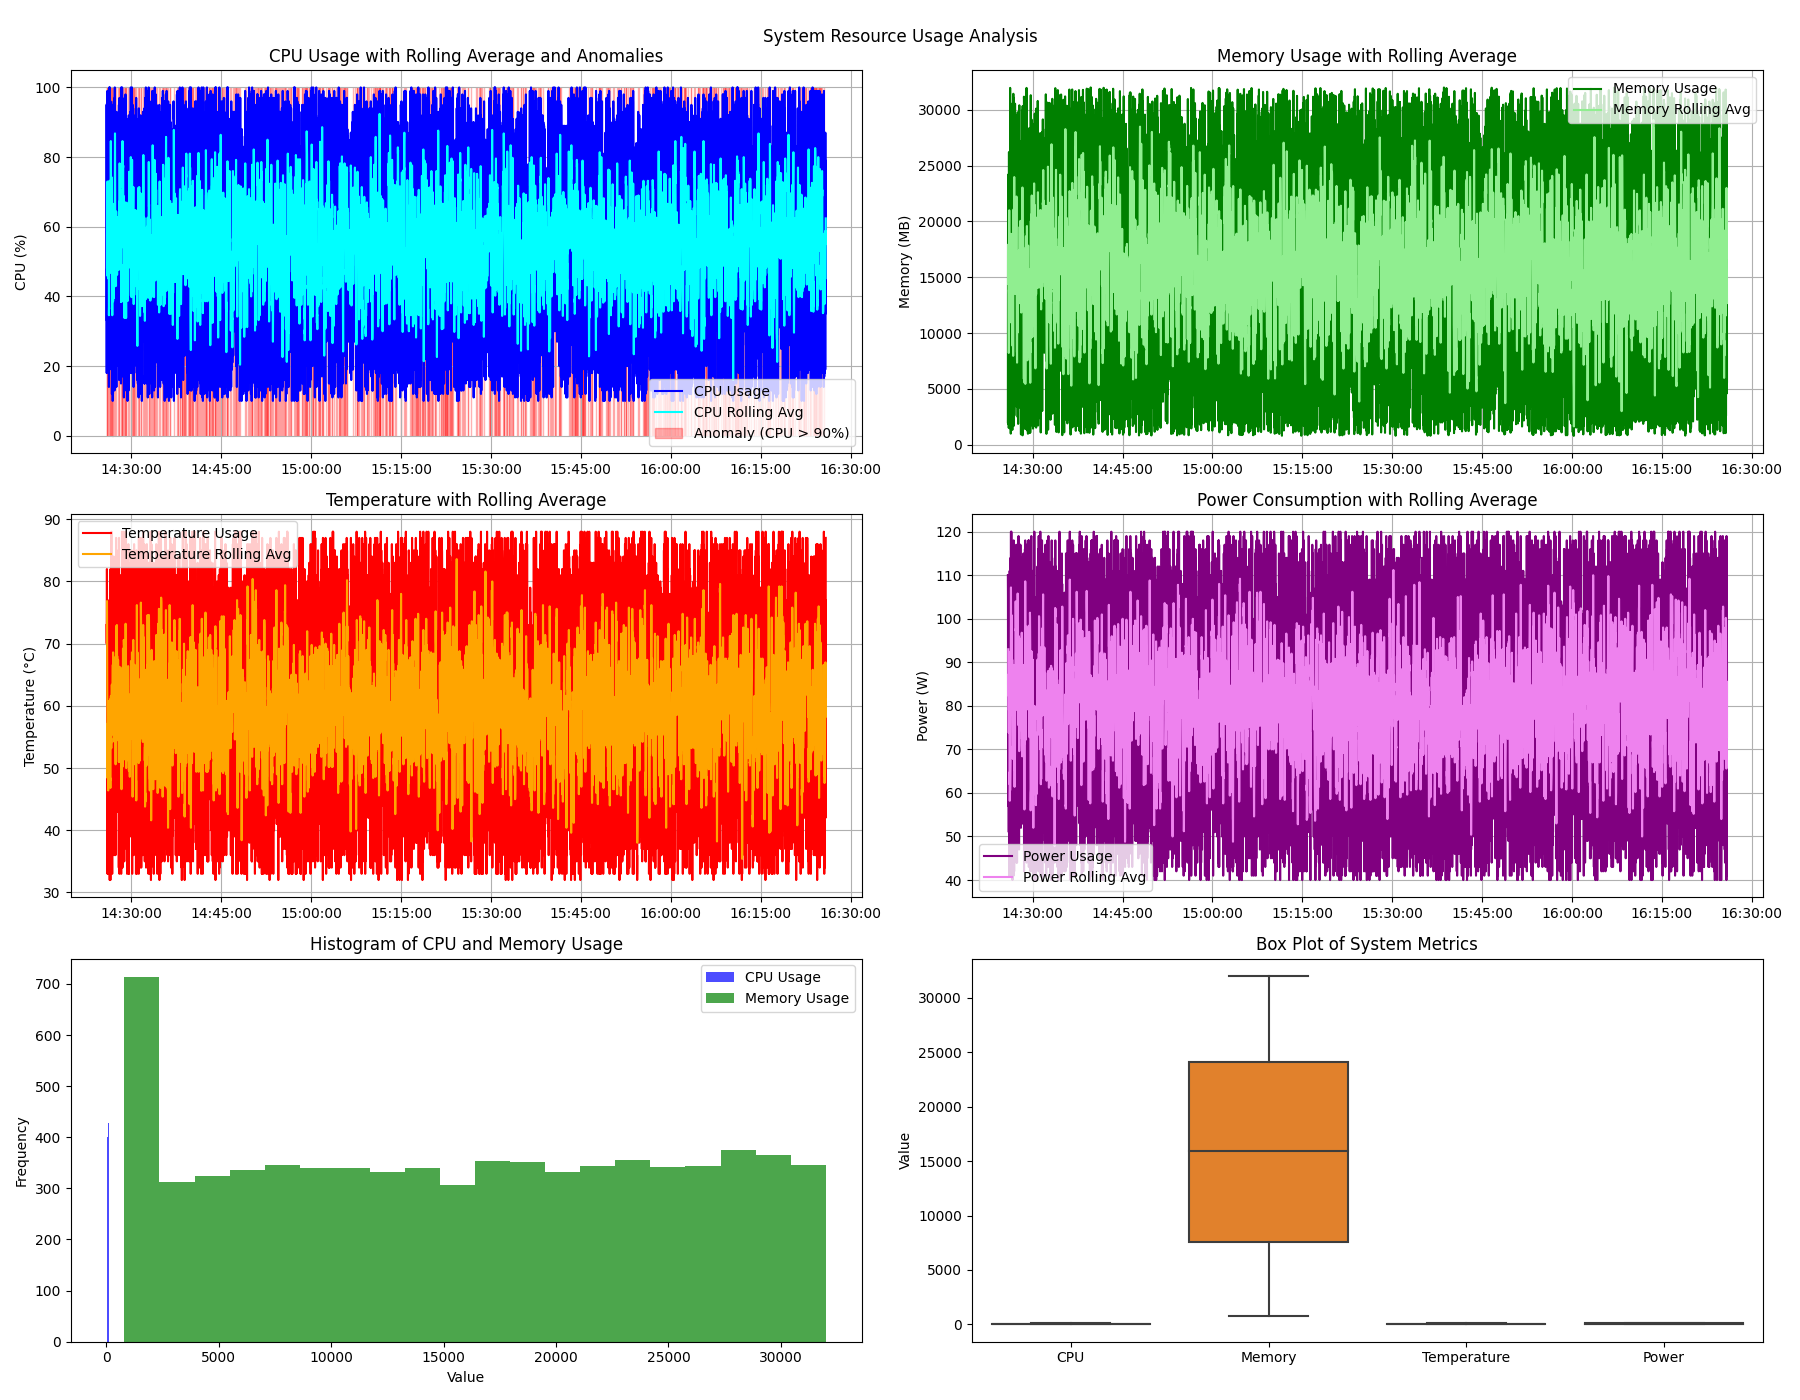 System Resource Usage Analysis
CPU Usage with Rolling Average and Anomalies
CPU (%)
100
80
60
40
20
0
CPU Usage
CPU Rolling Avg
Anomaly (CPU > 90%)
14:30:00 14:45:00 15:00:00 15:15:00 15:30:00 15:45:00 16:00:00 16:15:00 16:30:00
Memory Usage with Rolling Average
Memory (MB)
30000
25000
20000
15000
10000
5000
0
Memory Usage
Memory Rolling Avg
14:30:00 14:45:00 15:00:00 15:15:00 15:30:00 15:45:00 16:00:00 16:15:00 16:30:00
Temperature with Rolling Average
Temperature (°C)
90
80
70
60
50
40
30
Temperature Usage
Temperature Rolling Avg
14:30:00 14:45:00 15:00:00 15:15:00 15:30:00 15:45:00 16:00:00 16:15:00 16:30:00
Power Consumption with Rolling Average
Power (W)
120
110
100
90
80
70
60
50
40
Power Usage
Power Rolling Avg
14:30:00 14:45:00 15:00:00 15:15:00 15:30:00 15:45:00 16:00:00 16:15:00 16:30:00
Histogram of CPU and Memory Usage
Frequency
700
600
500
400
300
200
100
0
CPU Usage
Memory Usage
0 5000 10000 15000 20000 25000 30000
Value
Box Plot of System Metrics
Value
30000
25000
20000
15000
10000
5000
0
CPU Memory Temperature Power